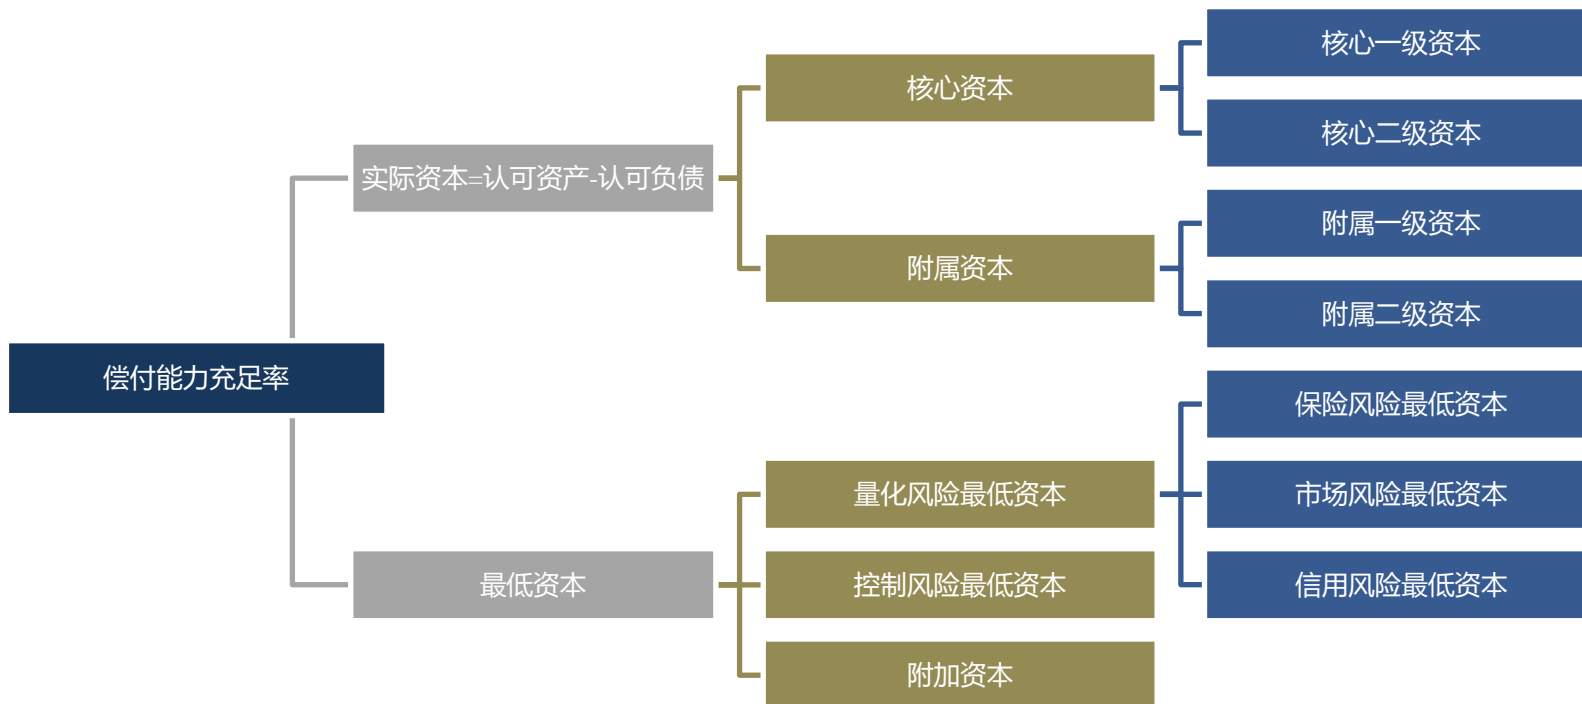 偿付能力充足率
实际资本=认可资产-认可负债
核心资本
核心一级资本
核心二级资本
附属资本
附属一级资本
附属二级资本
最低资本
量化风险最低资本
保险风险最低资本
市场风险最低资本
信用风险最低资本
控制风险最低资本
附加资本